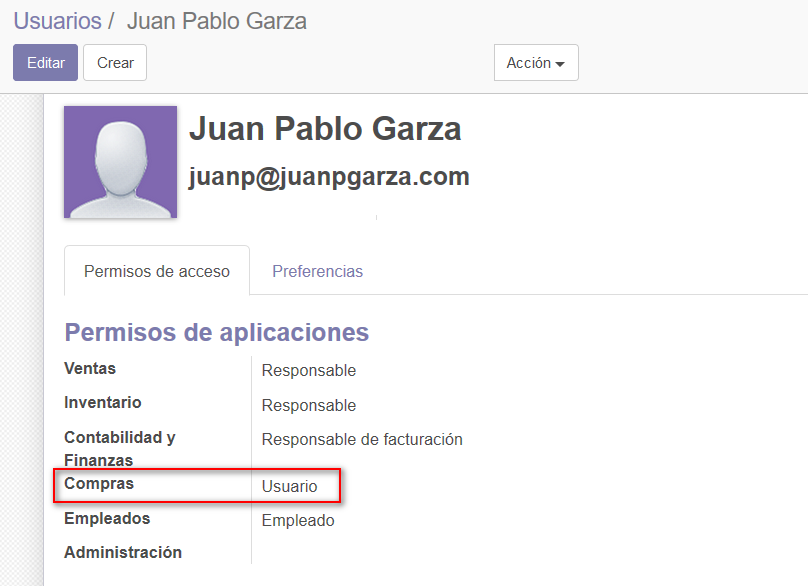 Usuarios / Juan Pablo Garza
Editar Crear Acción
Juan Pablo Garza
juanp@juanpgarza.com
Permisos de acceso Preferencias
Permisos de aplicaciones
Ventas Responsable
Inventario Responsable
Contabilidad y Responsable de facturación
Finanzas
Compras Usuario
Empleados Empleado
Administración